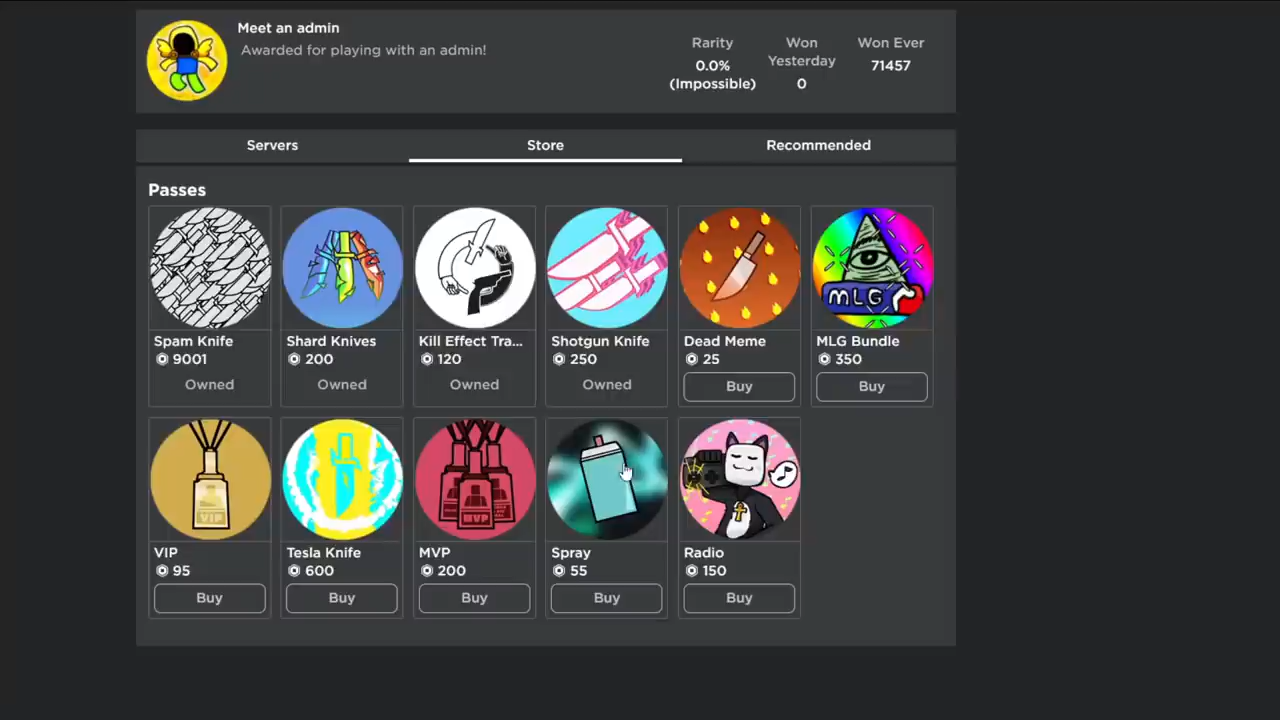 Meet an admin
Awarded for playing with an admin!
Rarity
0.0%
(Impossible)
Won
Yesterday
0
Won Ever
71457
Servers
Store
Recommended
Passes
Spam Knife
9001
Owned
Shard Knives
200
Owned
Kill Effect Tra...
120
Owned
Shotgun Knife
250
Owned
Dead Meme
25
Buy
MLG
MLG Bundle
350
Buy
VIP
VIP
95
Buy
Tesla Knife
600
Buy
MVP
MVP
200
Buy
Spray
55
Buy
Radio
150
Buy